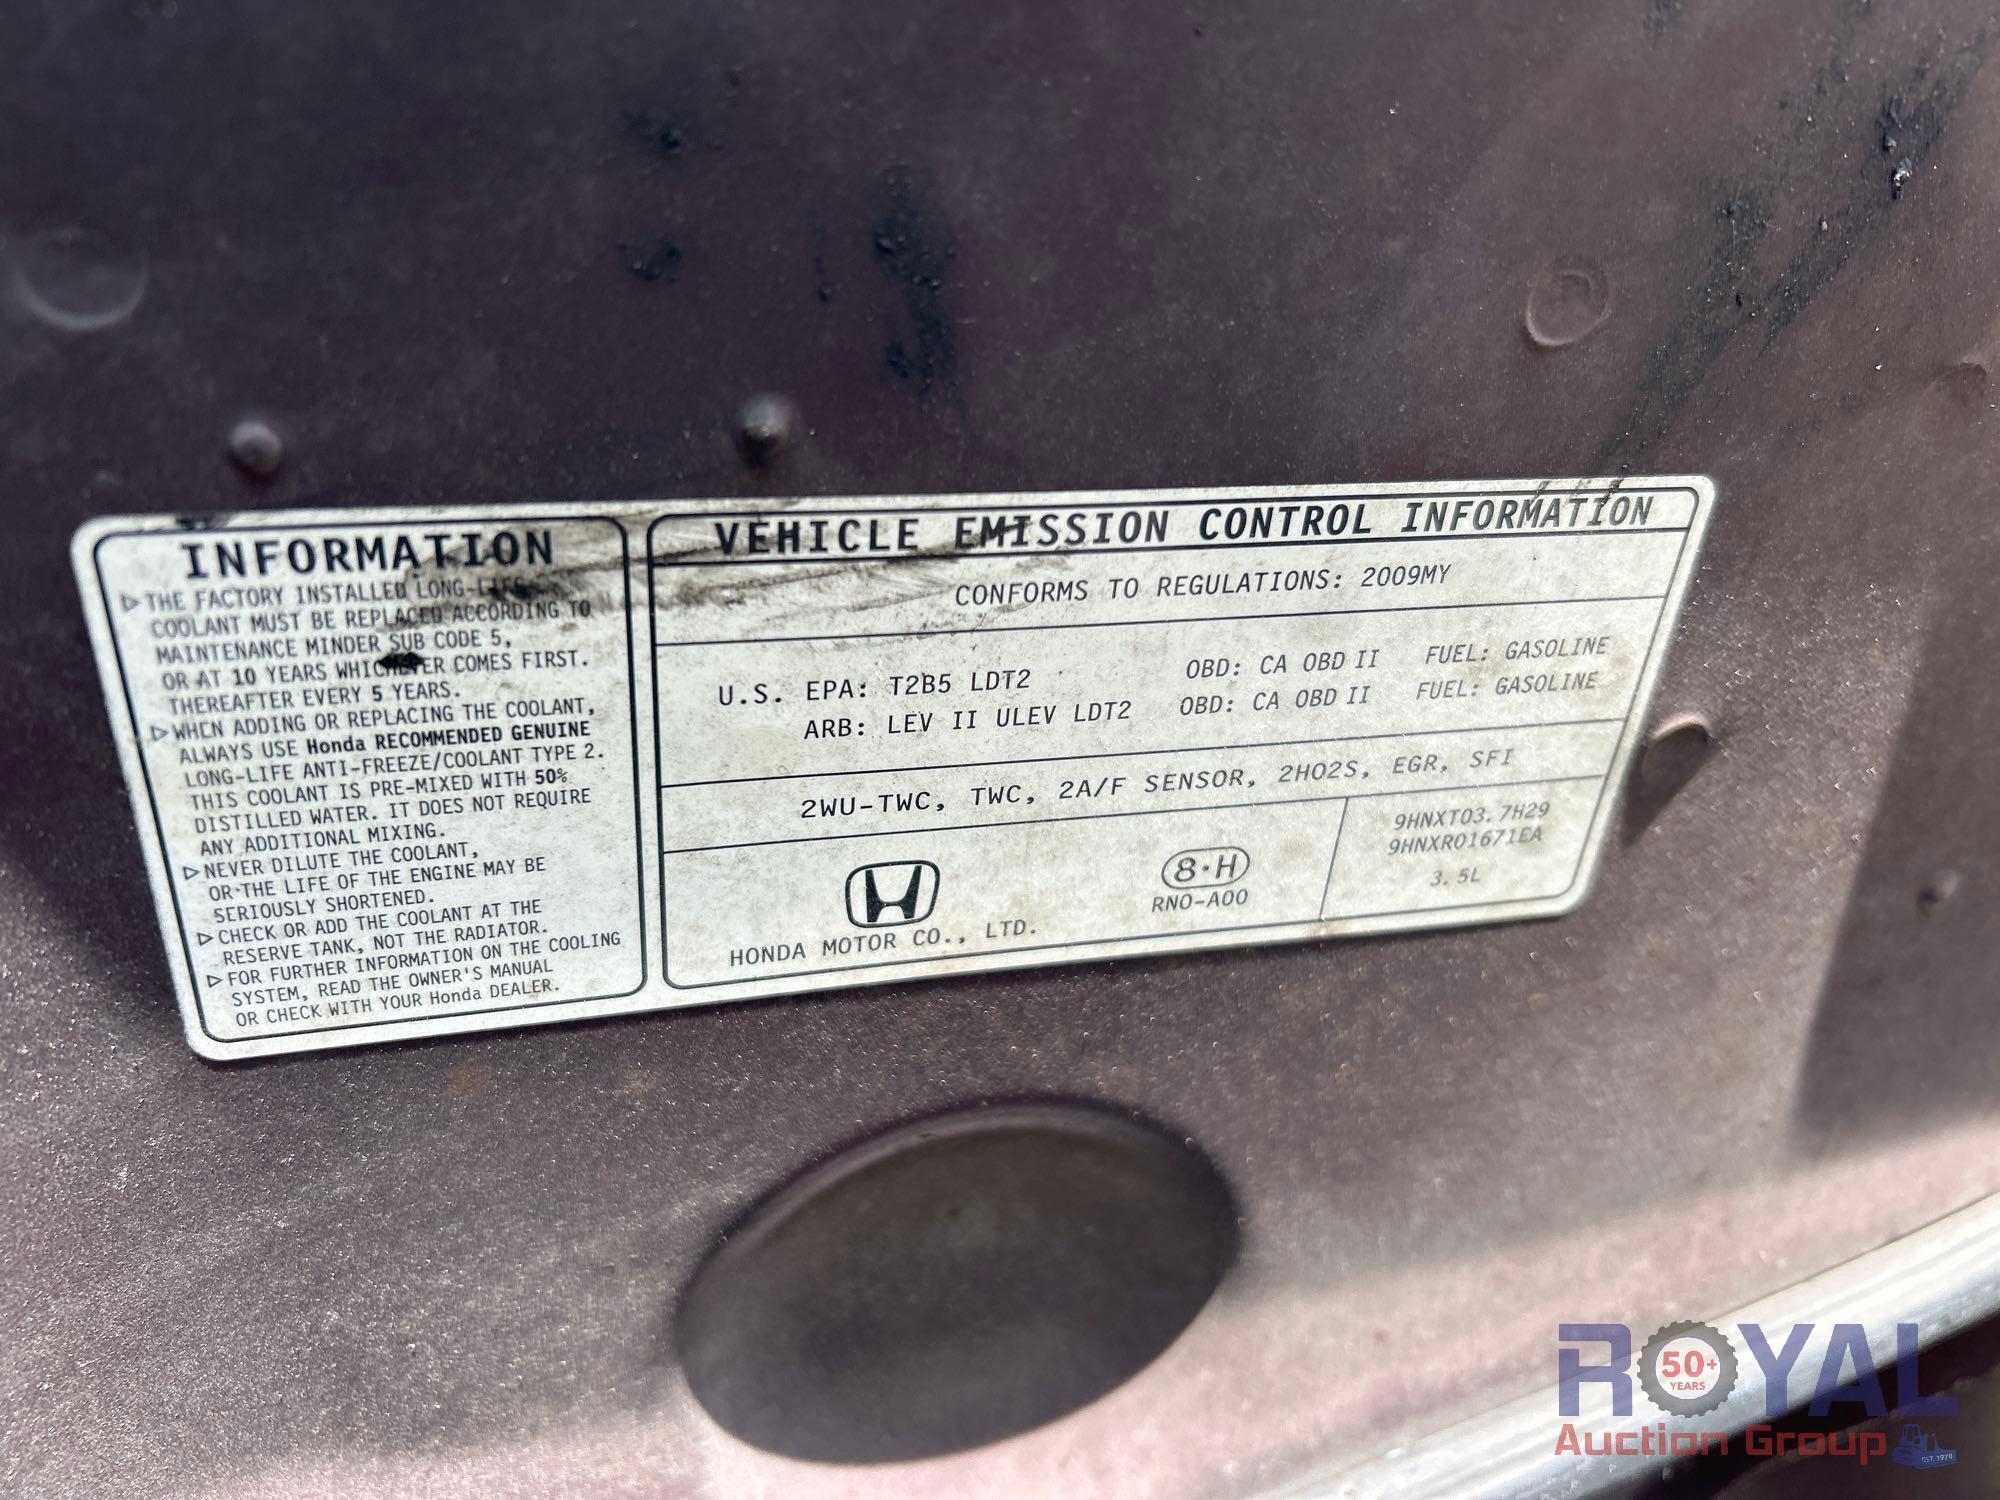 INFORMATION
▷ THE FACTORY INSTALLED LONG-LIFE
COOLANT MUST BE REPLACED ACCORDING TO
MAINTENANCE MINDER SUB CODE 5,
OR AT 10 YEARS WHICHEVER COMES FIRST.
THEREAFTER EVERY 5 YEARS.
▷ WHEN ADDING OR REPLACING THE COOLANT,
ALWAYS USE Honda RECOMMENDED GENUINE
LONG-LIFE ANTI-FREEZE/COOLANT TYPE 2.
THIS COOLANT IS PRE-MIXED WITH 50%
DISTILLED WATER. IT DOES NOT REQUIRE
ANY ADDITIONAL MIXING.
▷ NEVER DILUTE THE COOLANT,
OR THE LIFE OF THE ENGINE MAY BE
SERIOUSLY SHORTENED.
▷ CHECK OR ADD THE COOLANT AT THE
RESERVE TANK, NOT THE RADIATOR.
▷ FOR FURTHER INFORMATION ON THE COOLING
SYSTEM, READ THE OWNER'S MANUAL
OR CHECK WITH YOUR Honda DEALER.
VEHICLE EMISSION CONTROL INFORMATION
CONFORMS TO REGULATIONS: 2009MY
U.S. EPA: T2B5 LDT2 OBD: CA OBD II FUEL: GASOLINE
ARB: LEV II ULEV LDT2 OBD: CA OBD II FUEL: GASOLINE
2WU-TWC, TWC, 2A/F SENSOR, 2HO2S, EGR, SFI
HONDA MOTOR CO., LTD.
8·H
RN0-A00
9HNXT03.7H29
9HNXR01671EA
3.5L
ROYAL
50+
YEARS
Auction Group
EST. 1970